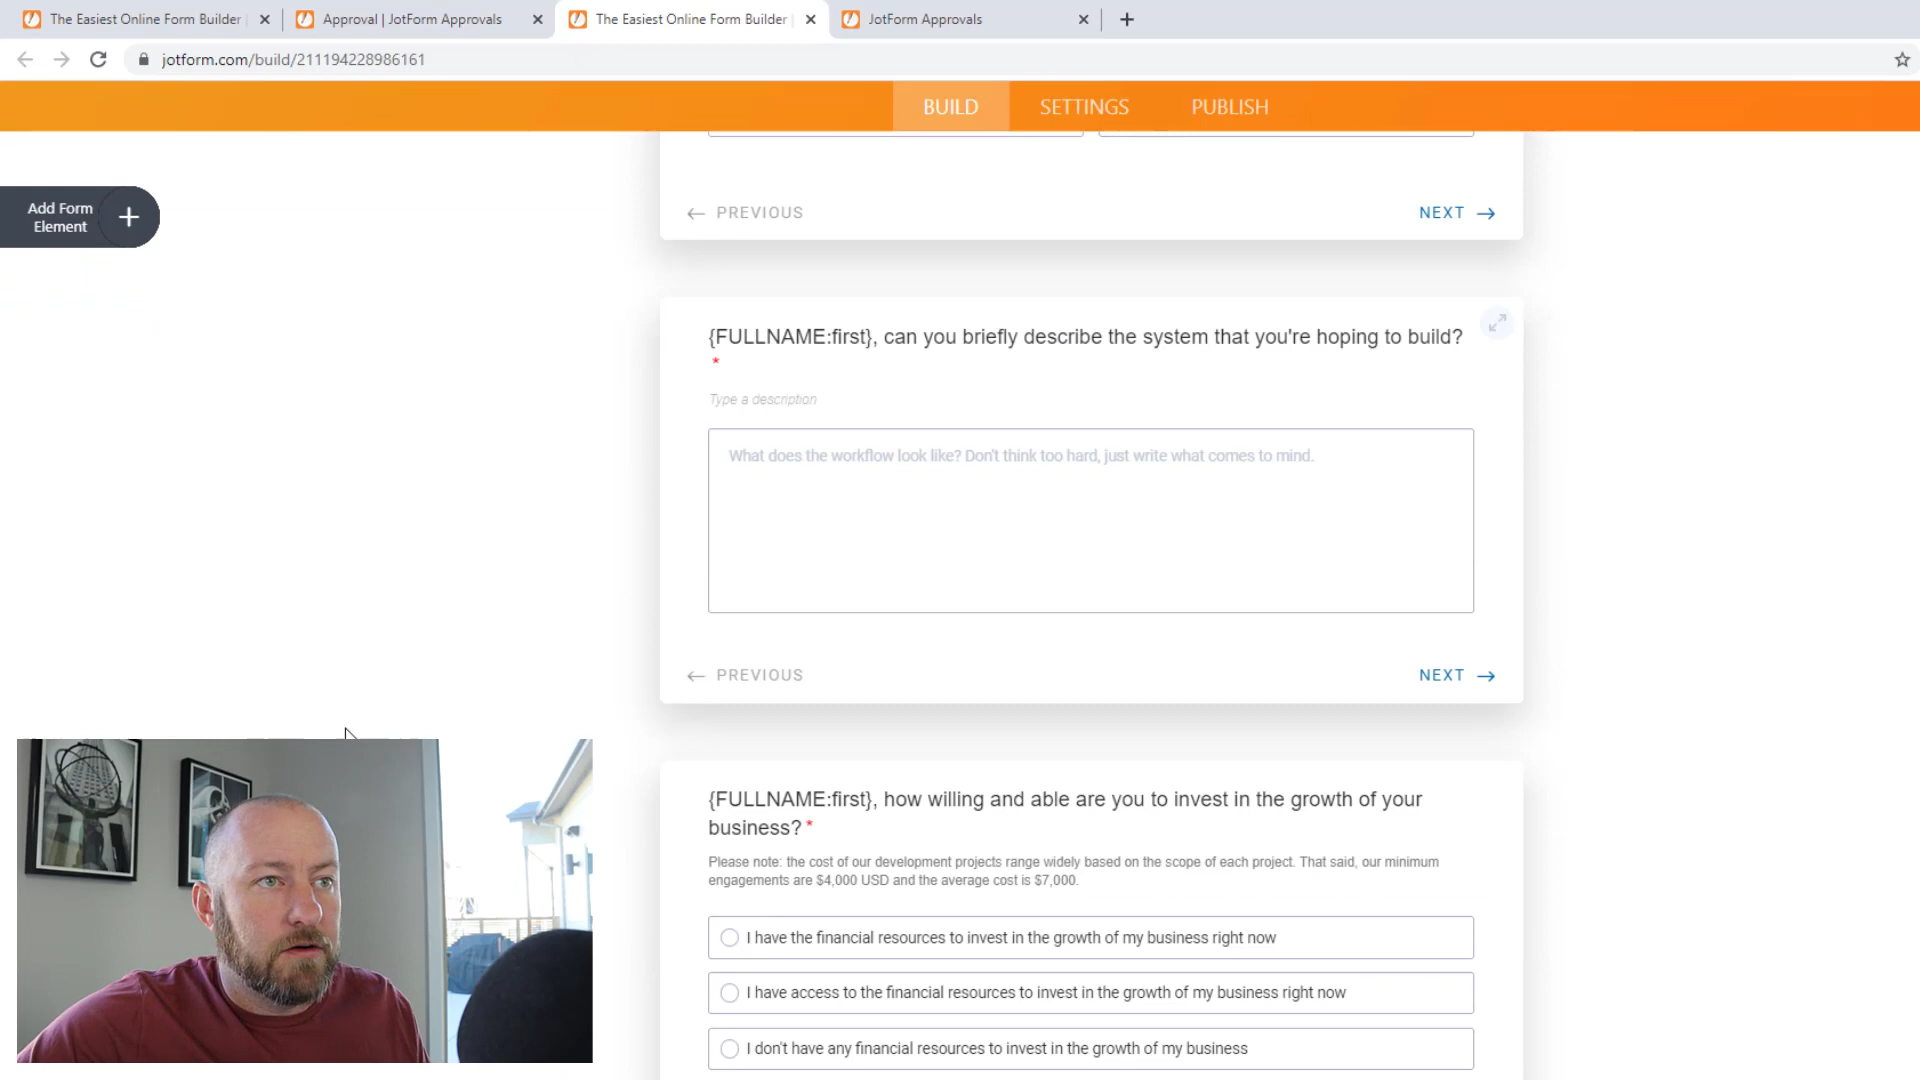 The Easiest Online Form Builder
Approval | JotForm Approvals
The Easiest Online Form Builder
JotForm Approvals
jotform.com/build/211194228986161
BUILD
SETTINGS
PUBLISH
Add Form
Element
PREVIOUS
NEXT
{FULLNAME:first}, can you briefly describe the system that you're hoping to build?
*
Type a description
What does the workflow look like? Don't think too hard, just write what comes to mind.
PREVIOUS
NEXT
{FULLNAME:first}, how willing and able are you to invest in the growth of your
business? *
Please note: the cost of our development projects range widely based on the scope of each project. That said, our minimum
engagements are $4,000 USD and the average cost is $7,000.
I have the financial resources to invest in the growth of my business right now
I have access to the financial resources to invest in the growth of my business right now
I don't have any financial resources to invest in the growth of my business